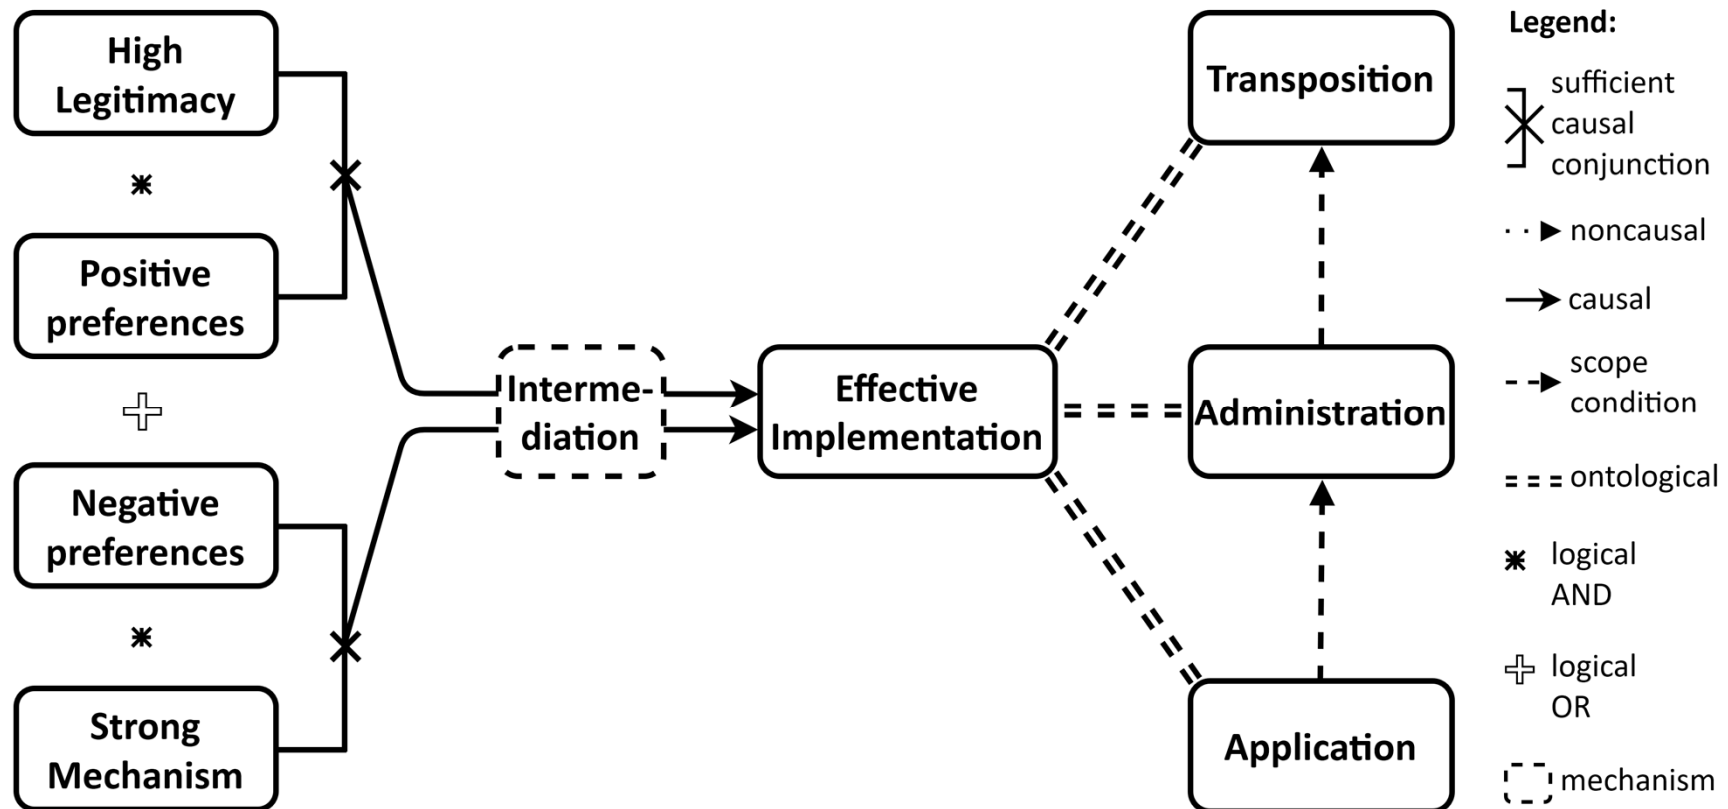 High
Legitimacy
Positive
preferences
Negative
preferences
Strong
Mechanism
Interme-
diation
Effective
Implementation
Transposition
Administration
Application
Legend:
sufficient
causal
conjunction
noncausal
causal
scope
condition
ontological
logical
AND
logical
OR
mechanism